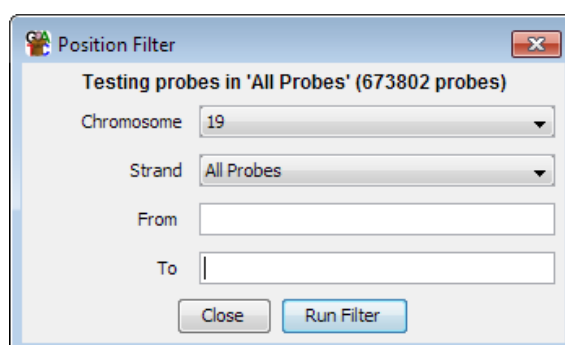 Position Filter
Testing probes in 'All Probes' (673802 probes)
Chromosome 19
Strand All Probes
From
To
Close Run Filter